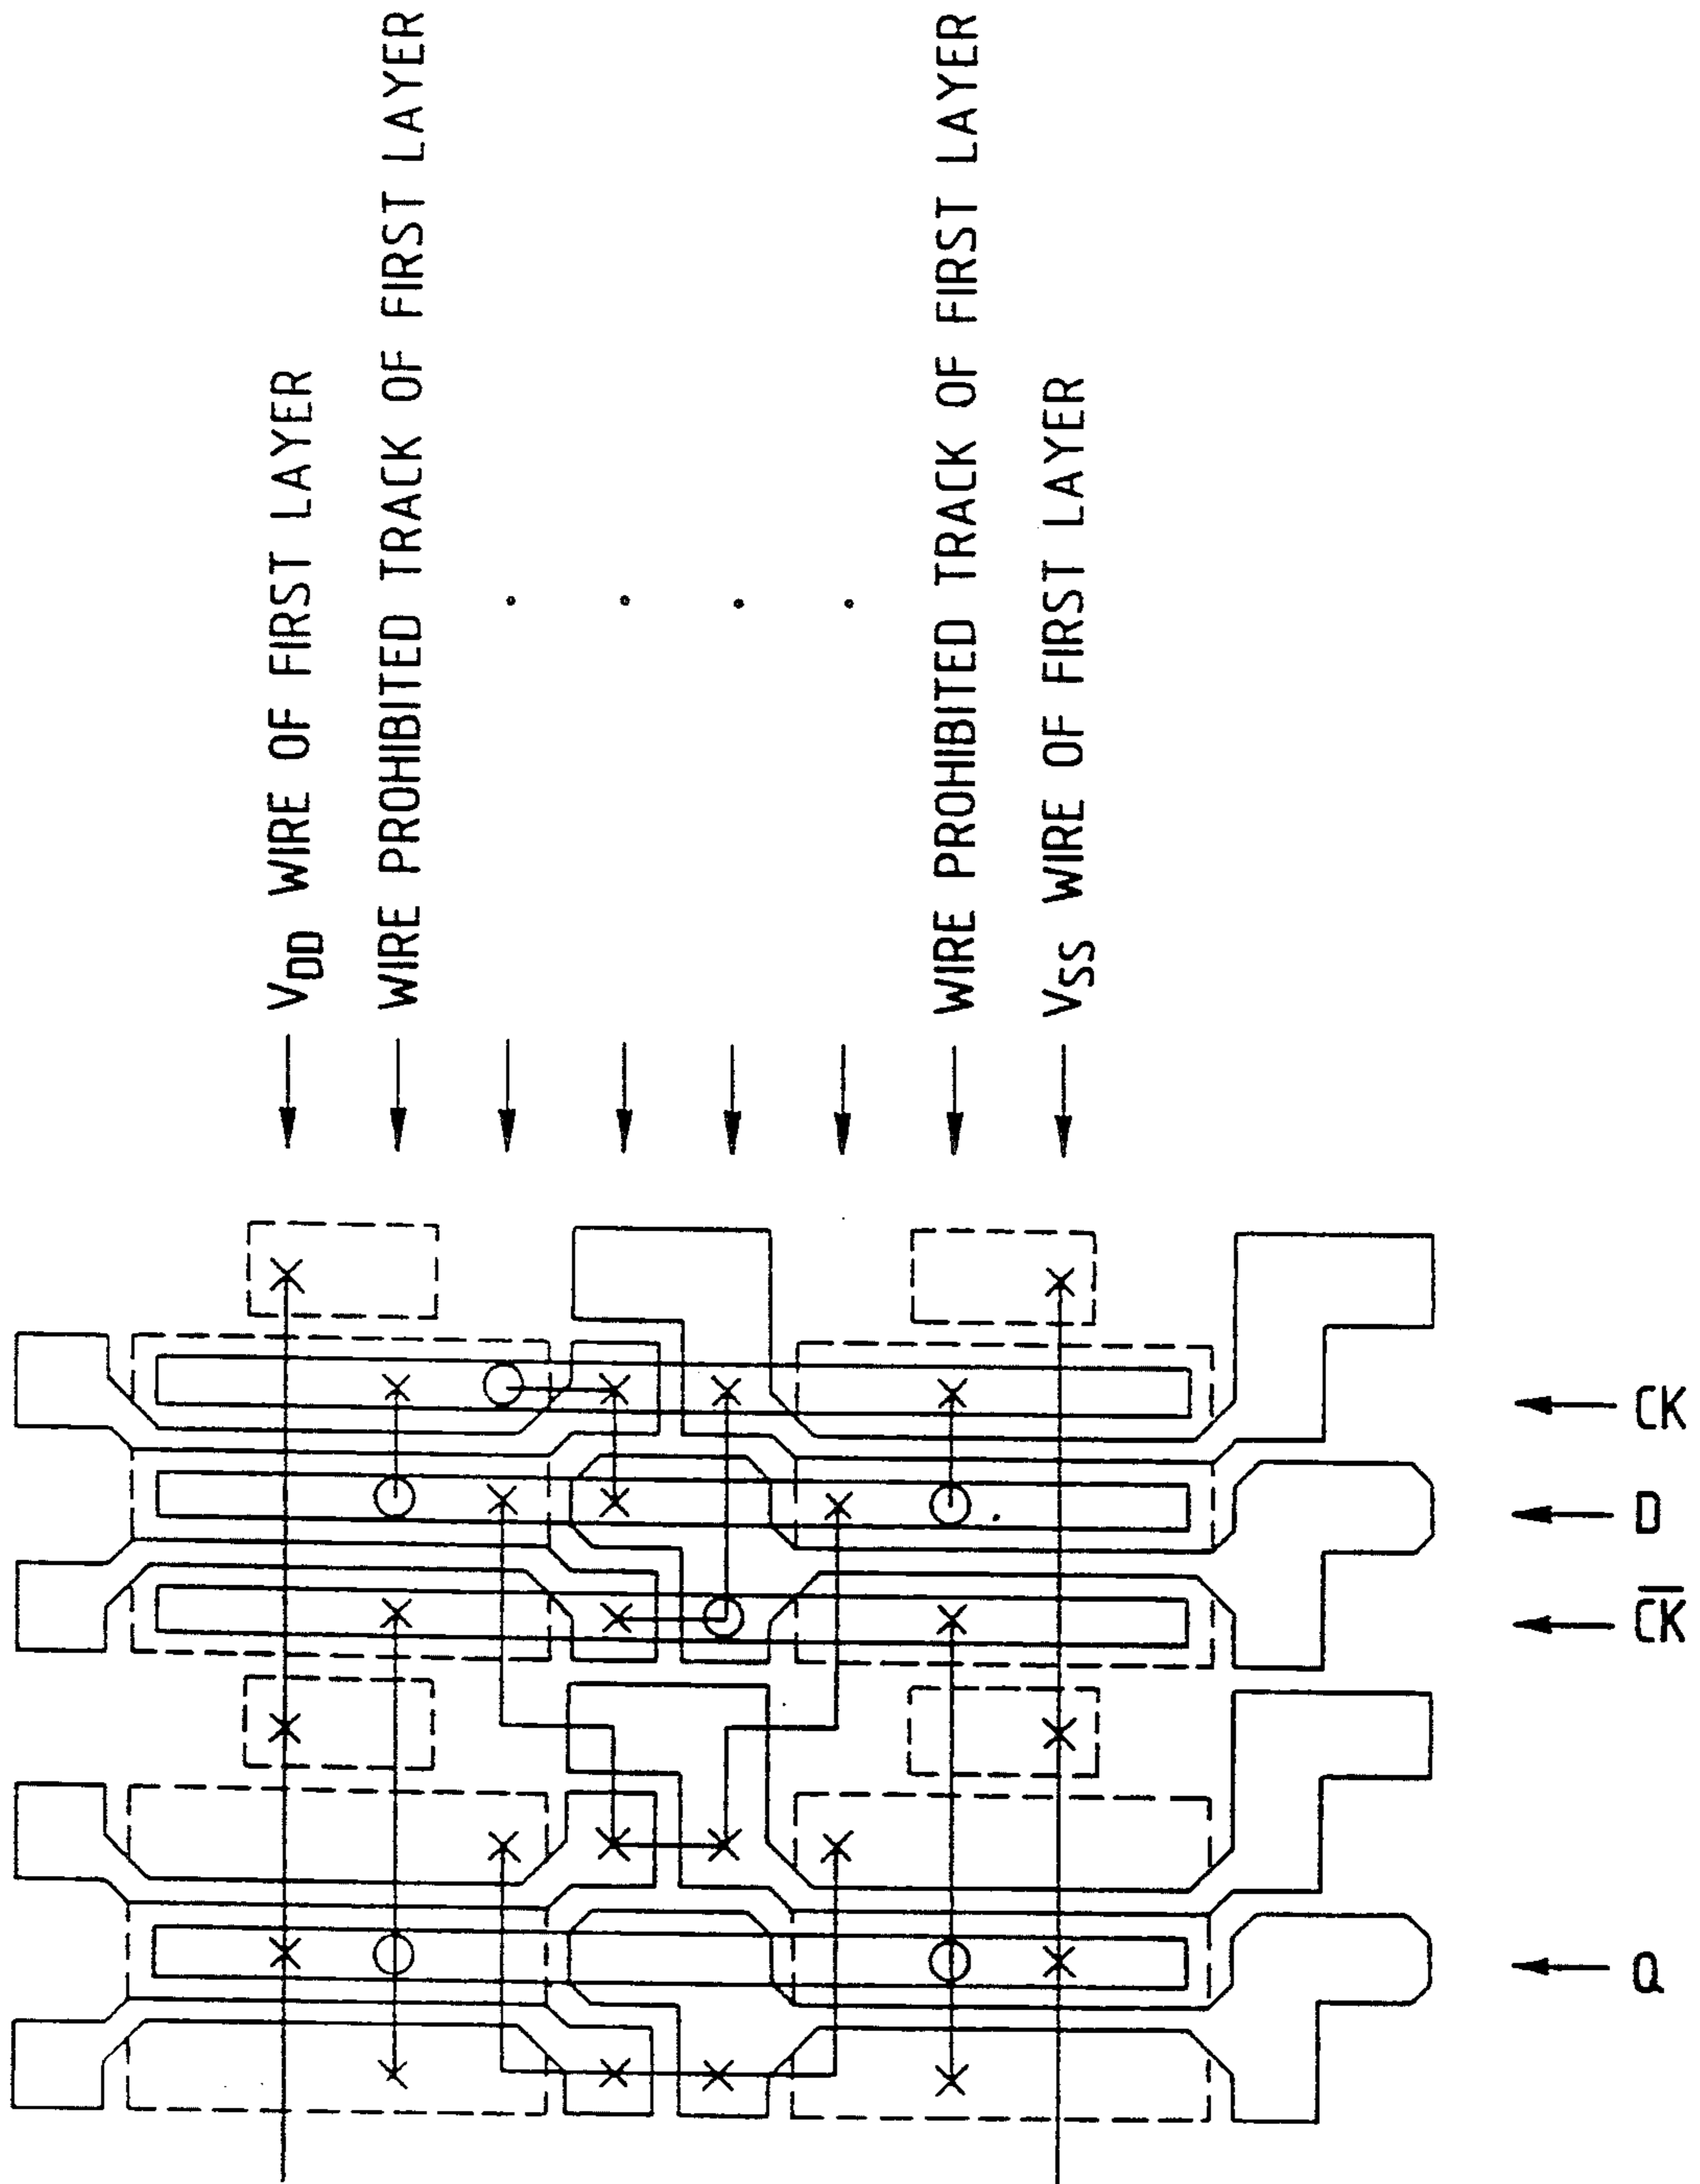 V_DD WIRE OF FIRST LAYER
WIRE PROHIBITED TRACK OF FIRST LAYER
WIRE PROHIBITED TRACK OF FIRST LAYER
V_SS WIRE OF FIRST LAYER
CK
D
C̅K̅
Q